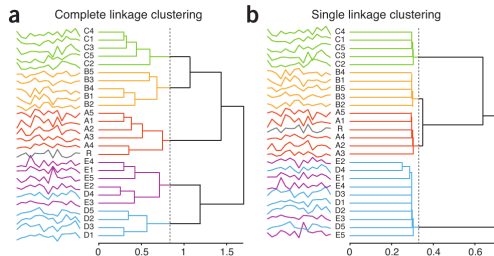 a Complete linkage clustering
C4
C1
C3
C5
C2
B5
B3
B4
B1
B2
A5
A1
A2
A3
A4
R
E4
E1
E5
E2
D4
E3
D5
D2
D3
D1
0 0.5 1 1.5
b Single linkage clustering
C4
C1
C5
C3
C2
B4
B1
B5
B3
B2
A5
A1
R
A4
A2
A3
E2
D4
E1
E4
D3
D1
D2
E3
D5
E5
0 0.2 0.4 0.6